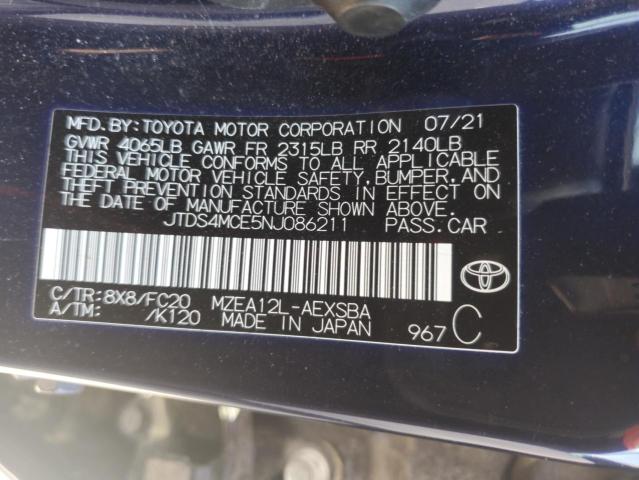 MFD.BY:TOYOTA MOTOR CORPORATION 07/21
GVWR 4065LB GAWR FR 2315LB RR 2140LB
THIS VEHICLE CONFORMS TO ALL APPLICABLE
FEDERAL MOTOR VEHICLE SAFETY, BUMPER, AND
THEFT PREVENTION STANDARDS IN EFFECT ON
THE DATE OF MANUFACTURE SHOWN ABOVE.
JTDS4MCE5NJ086211 PASS.CAR
C/TR:8X8/FC20 MZEA12L-AEXSBA
A/TM: /K120 MADE IN JAPAN 967 C